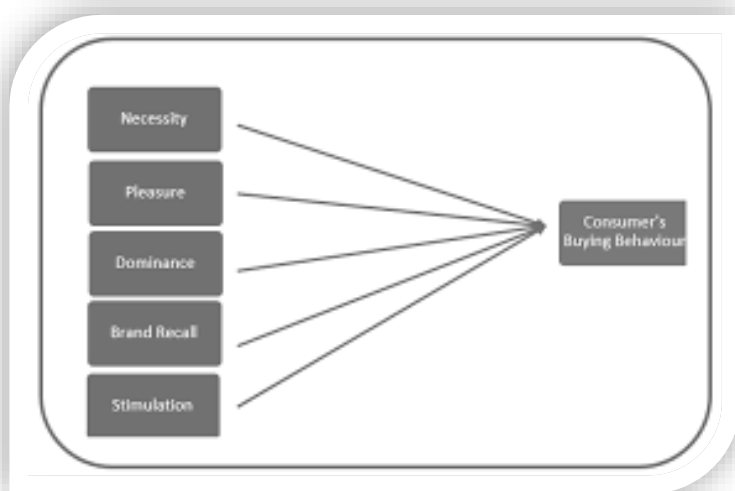 Necessity
Pleasure
Dominance
Brand Recall
Stimulation
Consumer's
Buying Behaviour